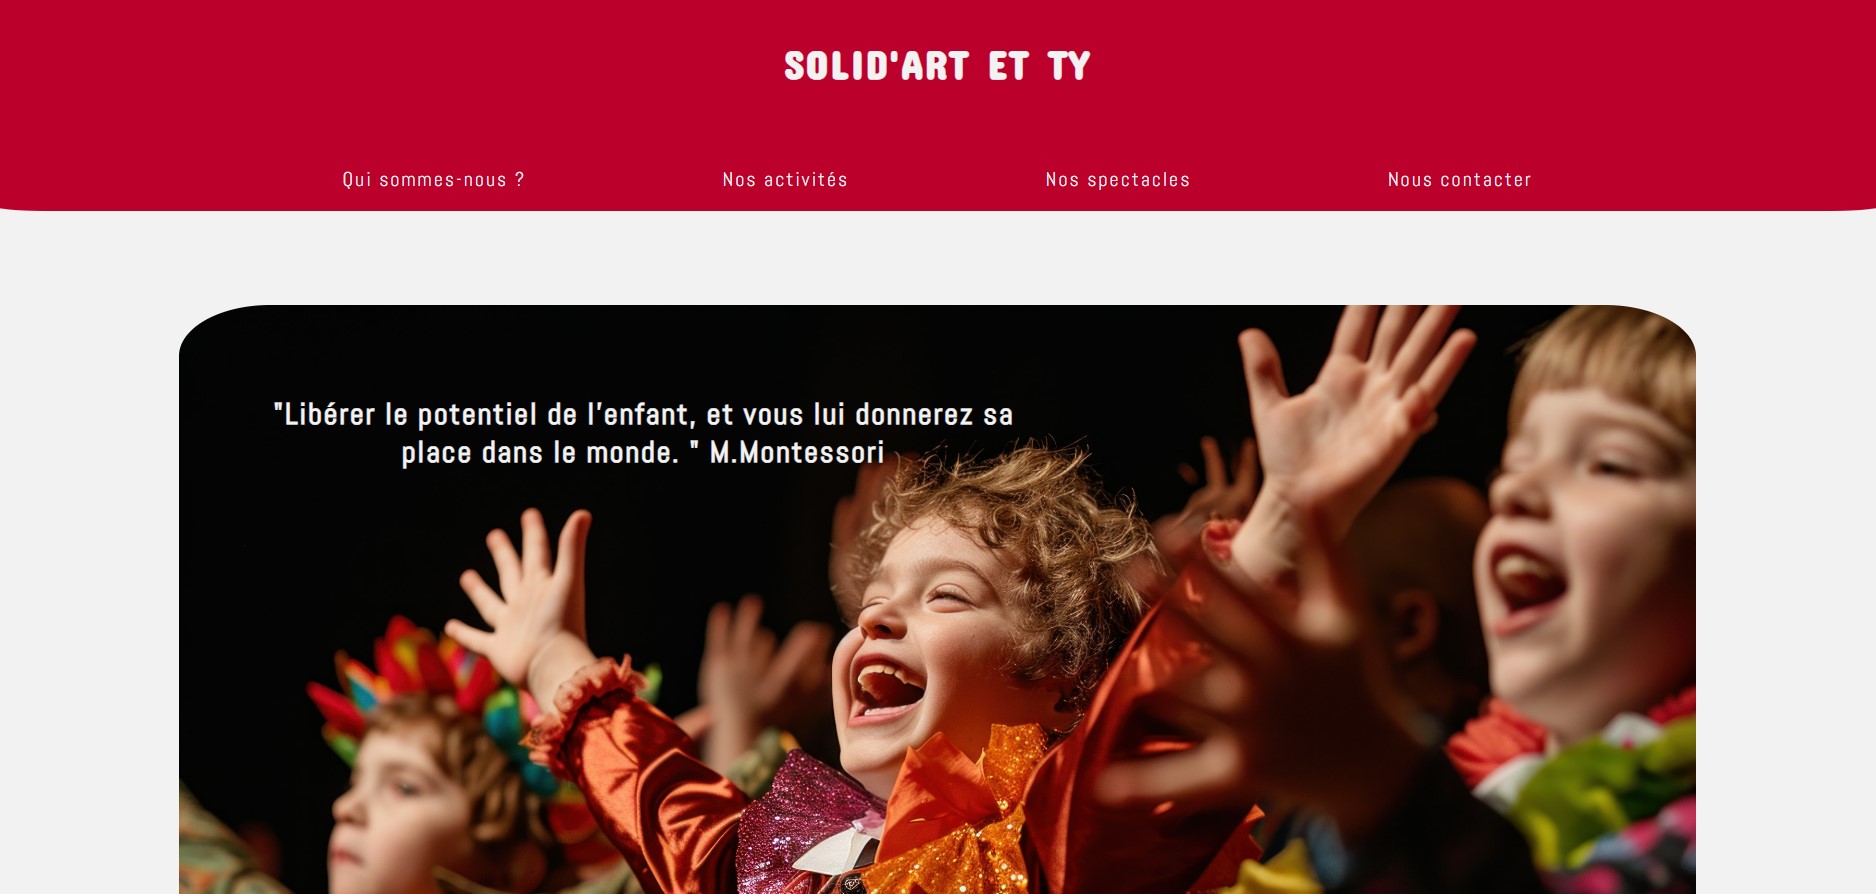 SOLID'ART ET TY
Qui sommes-nous ?
Nos activités
Nos spectacles
Nous contacter
"Libérer le potentiel de l'enfant, et vous lui donnerez sa
place dans le monde. " M.Montessori